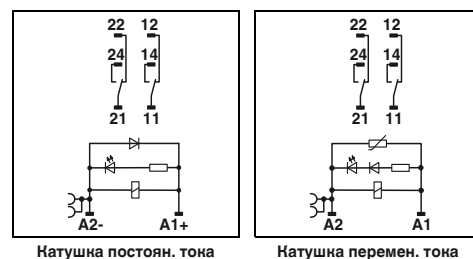 22 12
24 14
21 11
A2- A1+
Катушка постоян. тока
22 12
24 14
21 11
A2 A1
Катушка перемен. тока